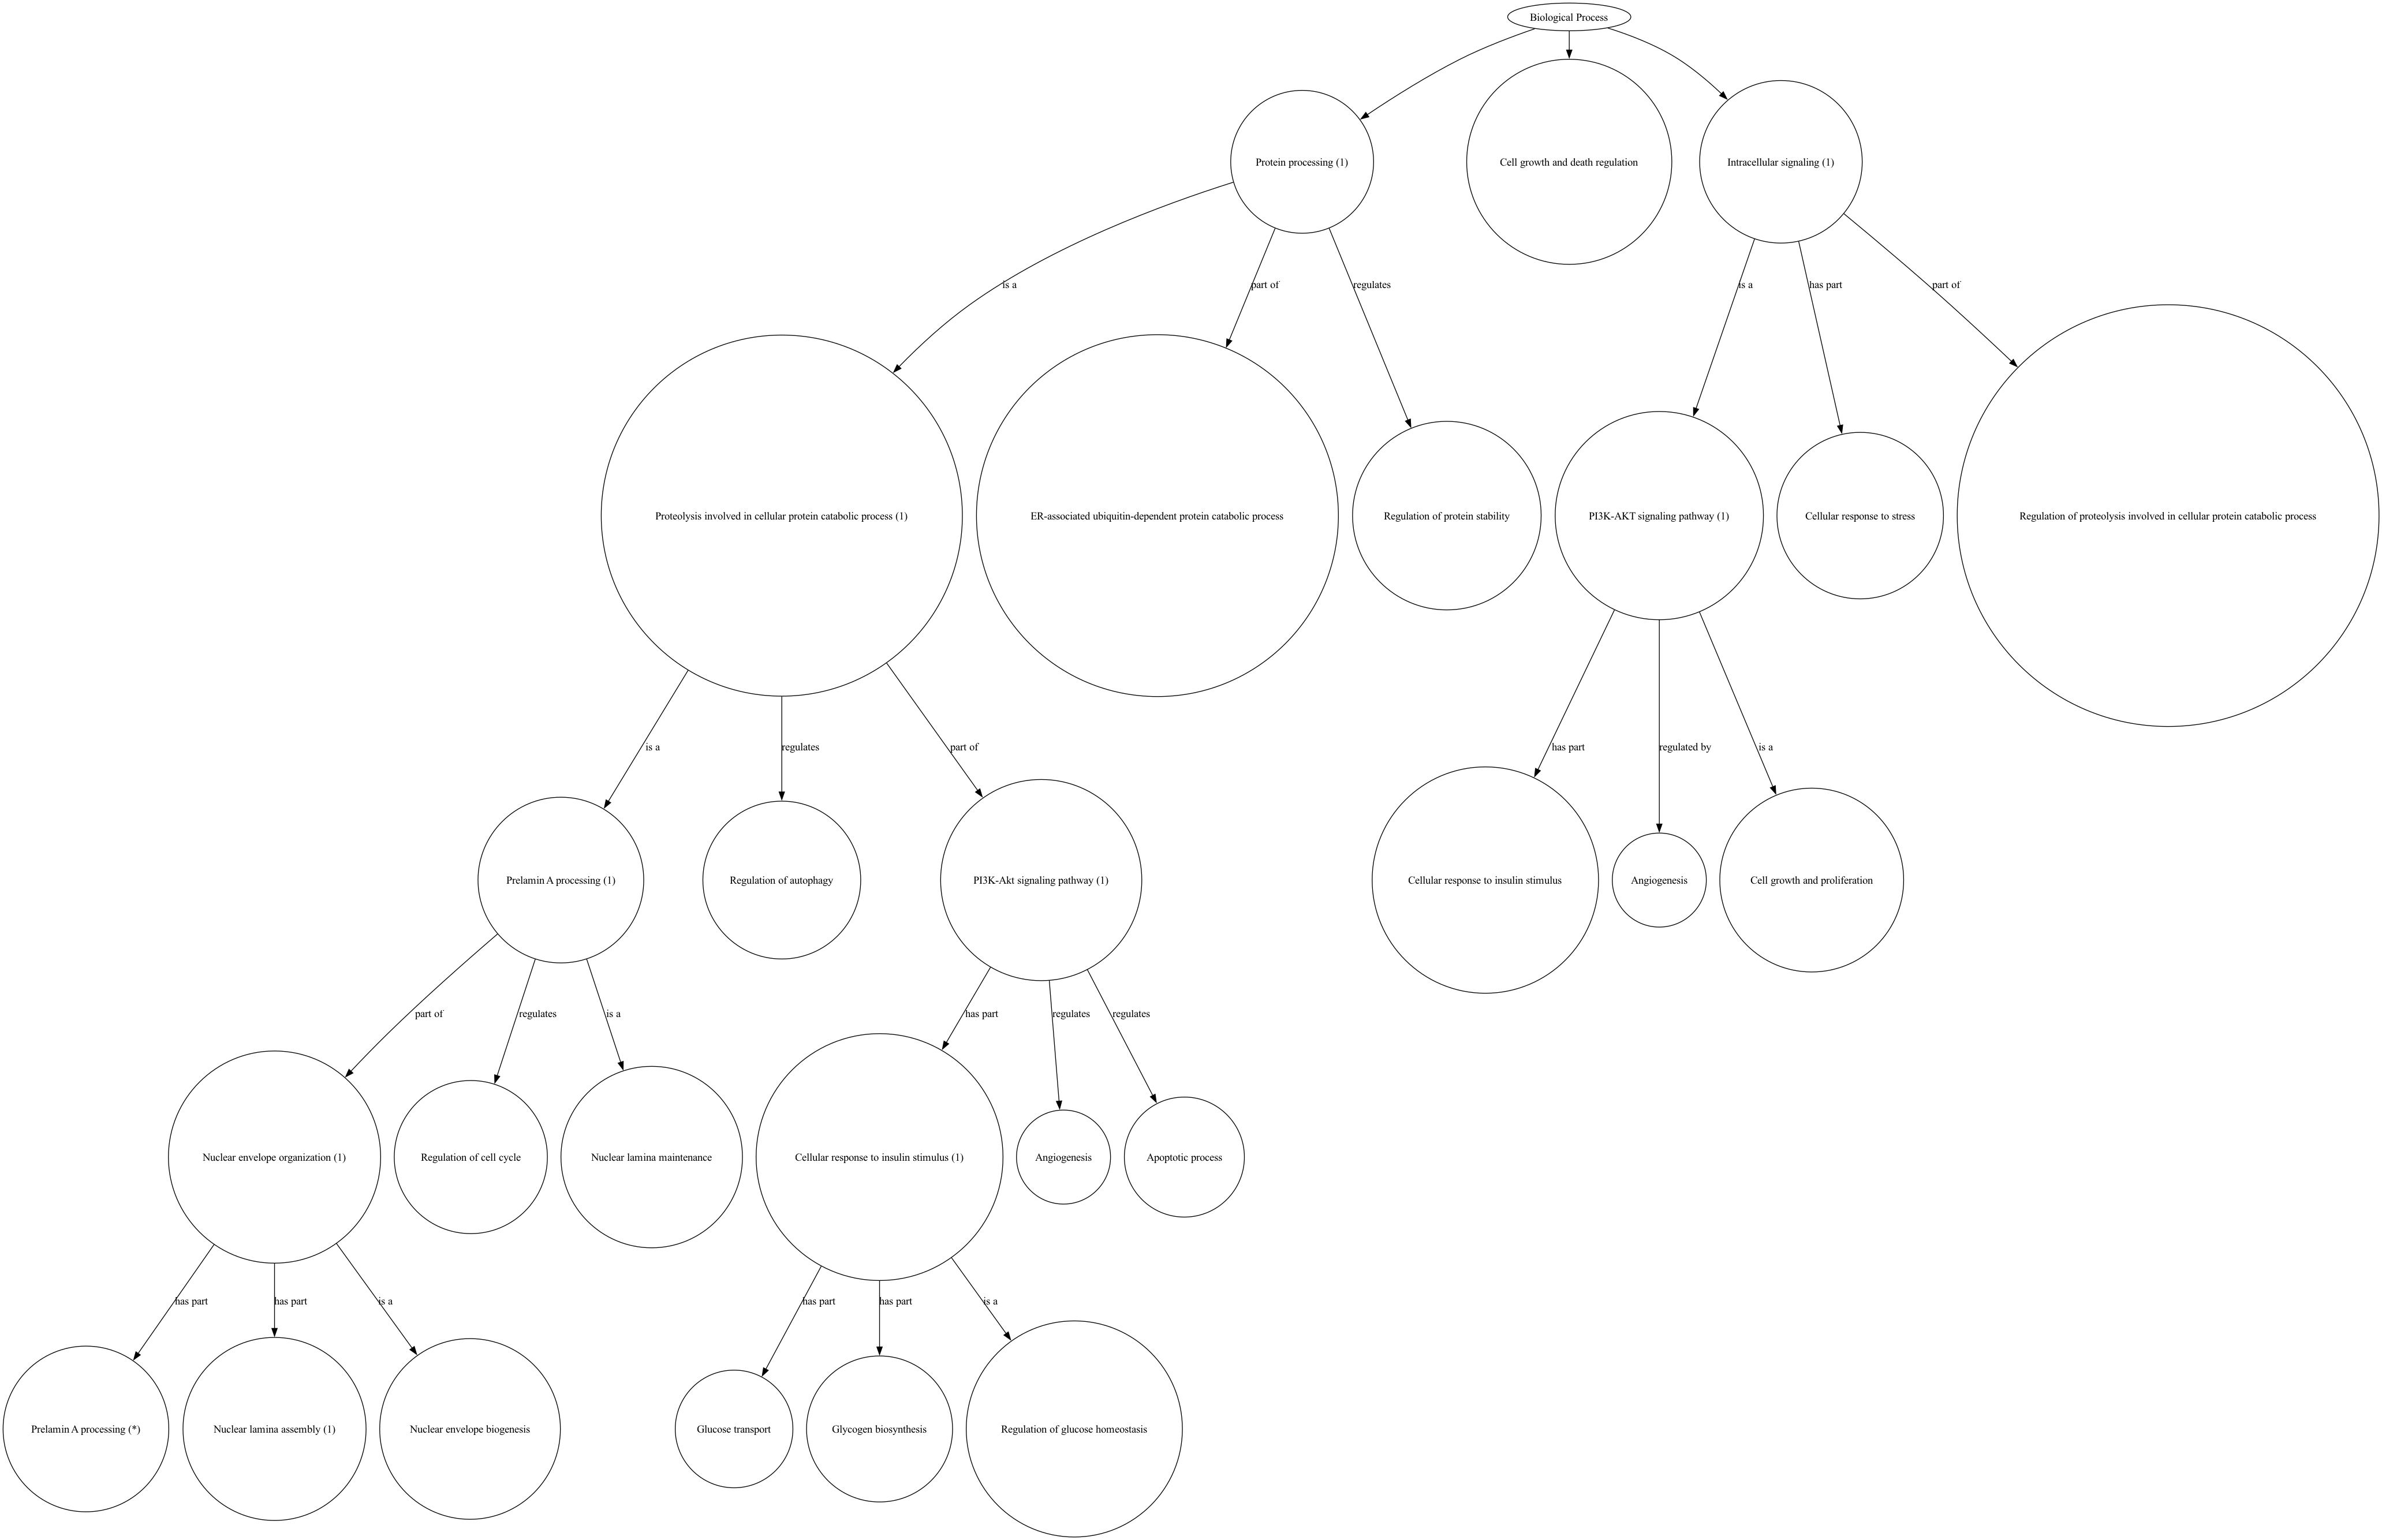 Biological Process
Protein processing (1)
Cell growth and death regulation
Intracellular signaling (1)
is a
part of
regulates
is a
has part
part of
Proteolysis involved in cellular protein catabolic process (1)
ER-associated ubiquitin-dependent protein catabolic process
Regulation of protein stability
PI3K-AKT signaling pathway (1)
Cellular response to stress
Regulation of proteolysis involved in cellular protein catabolic process
is a
regulates
part of
has part
regulated by
is a
Prelamin A processing (1)
Regulation of autophagy
PI3K-Akt signaling pathway (1)
Cellular response to insulin stimulus
Angiogenesis
Cell growth and proliferation
part of
regulates
is a
has part
regulates
regulates
Nuclear envelope organization (1)
Regulation of cell cycle
Nuclear lamina maintenance
Cellular response to insulin stimulus (1)
Angiogenesis
Apoptotic process
has part
has part
is a
has part
has part
is a
Prelamin A processing (*)
Nuclear lamina assembly (1)
Nuclear envelope biogenesis
Glucose transport
Glycogen biosynthesis
Regulation of glucose homeostasis